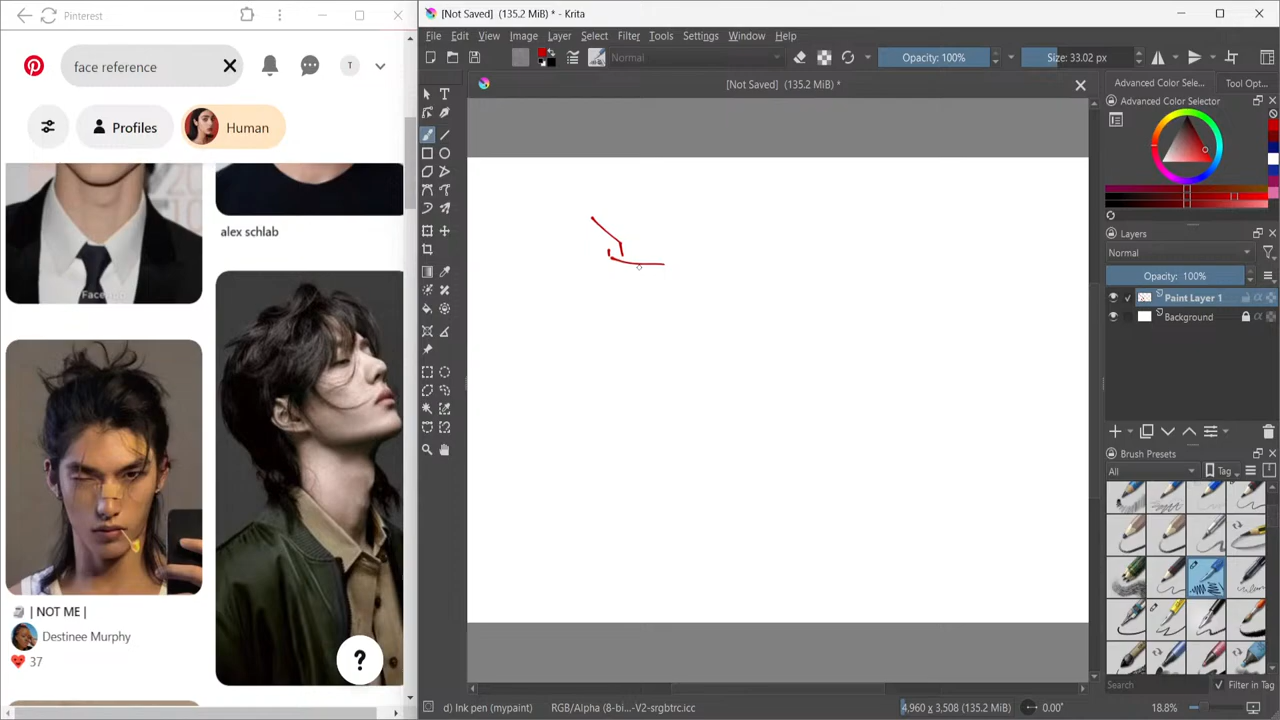 Pinterest
[Not Saved] (135.2 MiB) * - Krita
face reference
T
Profiles
Human
alex schlab
| NOT ME |
Destinee Murphy
37
?
File Edit View Image Layer Select Filter Tools Settings Window Help
Normal
Opacity: 100%
Size: 33.02 px
[Not Saved] (135.2 MiB) *
Advanced Color Sele...
Tool Opt...
Advanced Color Selector
Layers
Normal
Opacity: 100%
Paint Layer 1
Background
Brush Presets
All
Tag
Search
Filter in Tag
d) Ink pen (mypaint)
RGB/Alpha (8-bi...-V2-srgbtrc.icc
4,960 x 3,508 (135.2 MiB)
0.00°
18.8%